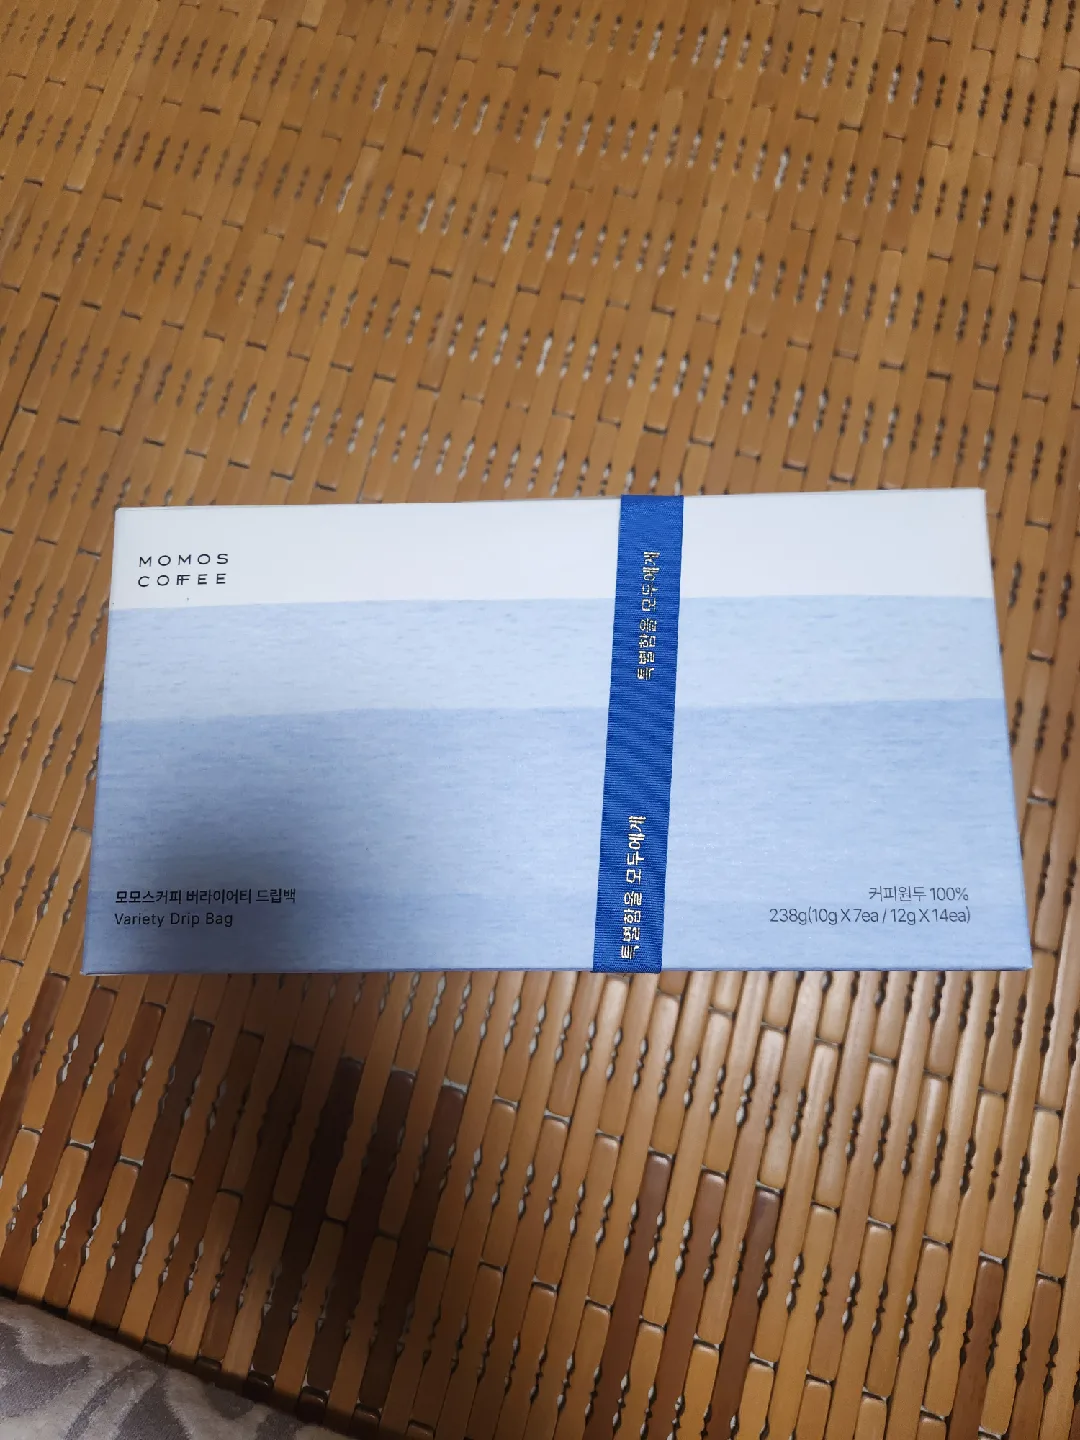 MOMOS
COFFEE
특별함을 모두에게
특별함을 모두에게
모모스커피 버라이어티 드립백
Variety Drip Bag
커피원두 100%
238g(10g X 7ea / 12g X 14ea)